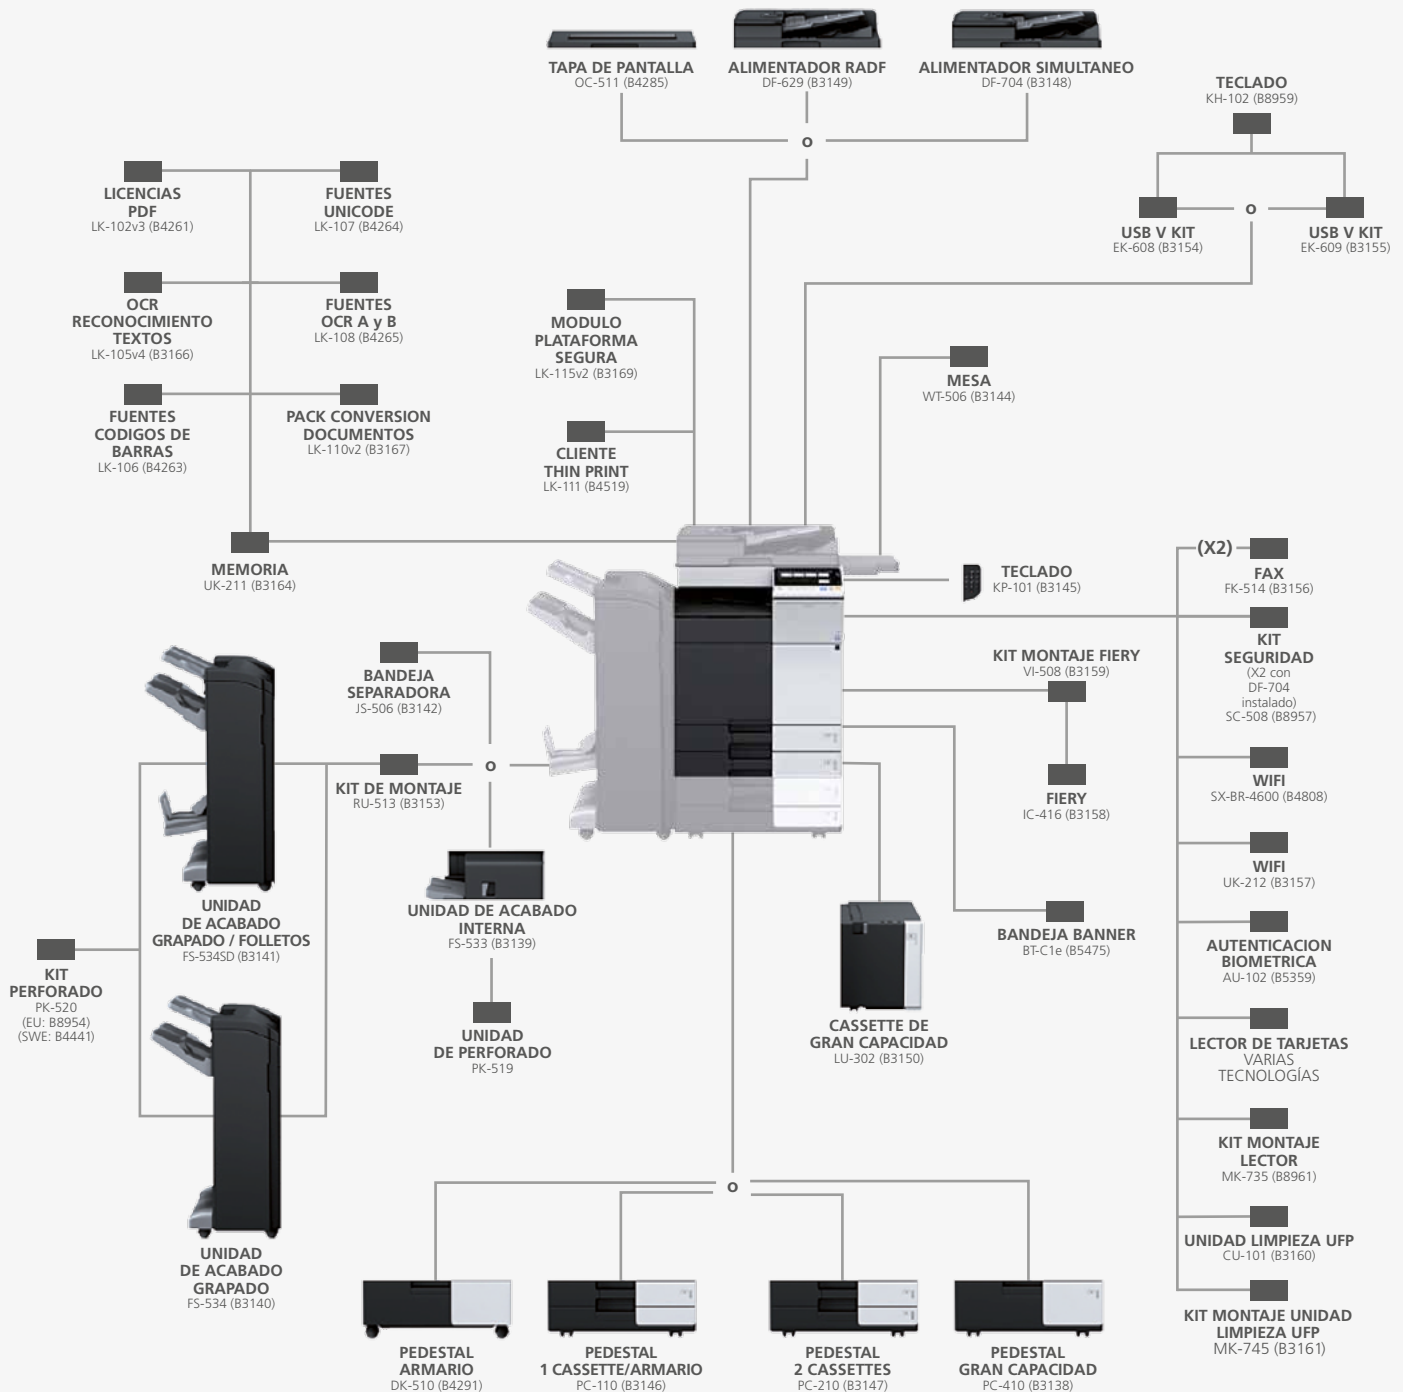 TAPA DE PANTALLA
OC-511 (B4285)
ALIMENTADOR RADF
DF-629 (B3149)
ALIMENTADOR SIMULTANEO
DF-704 (B3148)
O
TECLADO
KH-102 (B8959)
USB V KIT
EK-608 (B3154)
O
USB V KIT
EK-609 (B3155)
LICENCIAS
PDF
LK-102v3 (B4261)
FUENTES
UNICODE
LK-107 (B4264)
OCR
RECONOCIMIENTO
TEXTOS
LK-105v4 (B3166)
FUENTES
OCR A y B
LK-108 (B4265)
FUENTES
CODIGOS DE
BARRAS
LK-106 (B4263)
PACK CONVERSION
DOCUMENTOS
LK-110v2 (B3167)
MEMORIA
UK-211 (B3164)
MODULO
PLATAFORMA
SEGURA
LK-115v2 (B3169)
CLIENTE
THIN PRINT
LK-111 (B4519)
MESA
WT-506 (B3144)
TECLADO
KP-101 (B3145)
(X2)
FAX
FK-514 (B3156)
KIT
SEGURIDAD
(X2 con
DF-704
instalado)
SC-508 (B8957)
WIFI
SX-BR-4600 (B4808)
WIFI
UK-212 (B3157)
AUTENTICACION
BIOMETRICA
AU-102 (B5359)
LECTOR DE TARJETAS
VARIAS
TECNOLOGÍAS
KIT MONTAJE
LECTOR
MK-735 (B8961)
UNIDAD LIMPIEZA UFP
CU-101 (B3160)
KIT MONTAJE UNIDAD
LIMPIEZA UFP
MK-745 (B3161)
KIT MONTAJE FIERY
VI-508 (B3159)
FIERY
IC-416 (B3158)
BANDEJA BANNER
BT-C1e (B5475)
CASSETTE DE
GRAN CAPACIDAD
LU-302 (B3150)
BANDEJA
SEPARADORA
JS-506 (B3142)
KIT DE MONTAJE
RU-513 (B3153)
O
UNIDAD DE ACABADO
INTERNA
FS-533 (B3139)
UNIDAD
DE PERFORADO
PK-519
UNIDAD
DE ACABADO
GRAPADO / FOLLETOS
FS-534SD (B3141)
KIT
PERFORADO
PK-520
(EU: B8954)
(SWE: B4441)
UNIDAD
DE ACABADO
GRAPADO
FS-534 (B3140)
O
PEDESTAL
ARMARIO
DK-510 (B4291)
PEDESTAL
1 CASSETTE/ARMARIO
PC-110 (B3146)
PEDESTAL
2 CASSETTES
PC-210 (B3147)
PEDESTAL
GRAN CAPACIDAD
PC-410 (B3138)